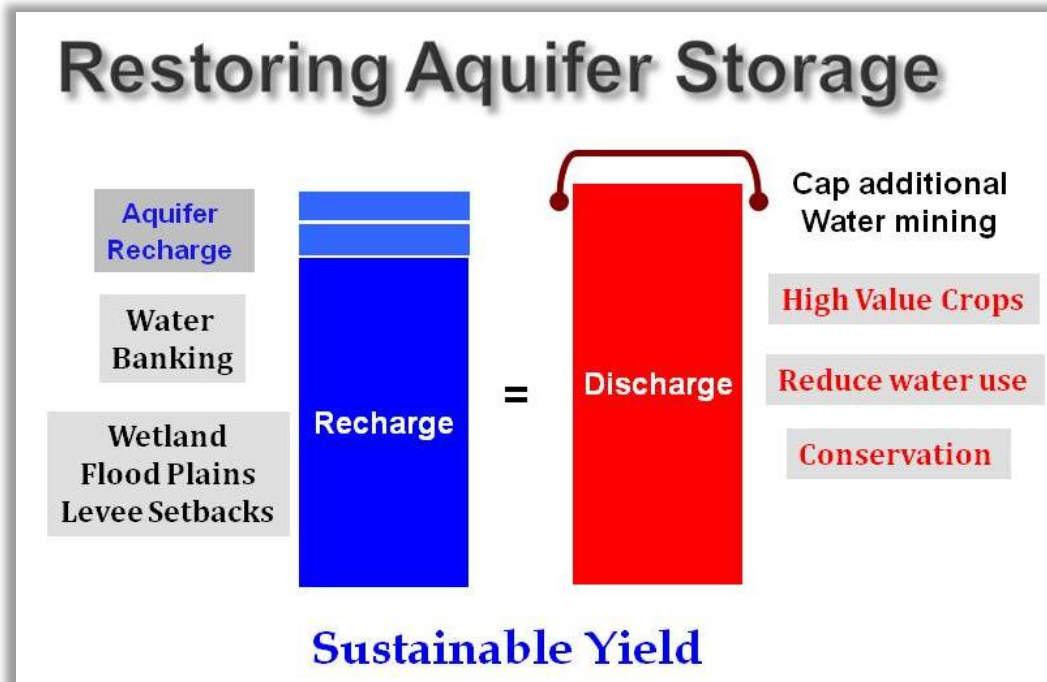 Restoring Aquifer Storage
Aquifer
Recharge
Water
Banking
Wetland
Flood Plains
Levee Setbacks
Recharge
=
Discharge
Cap additional
Water mining
High Value Crops
Reduce water use
Conservation
Sustainable Yield